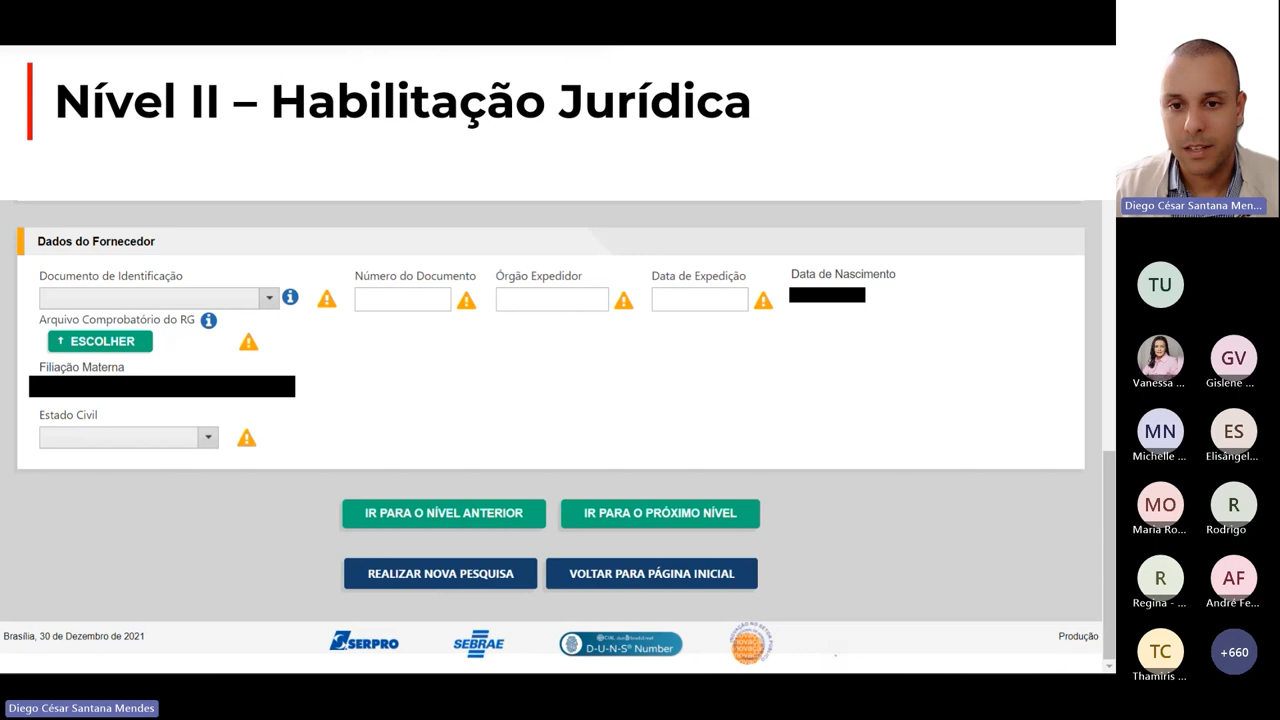 Nível II – Habilitação Jurídica
Dados do Fornecedor
Documento de Identificação
Número do Documento
Órgão Expedidor
Data de Expedição
Data de Nascimento
Arquivo Comprobatório do RG
ESCOLHER
Filiação Materna
Estado Civil
IR PARA O NÍVEL ANTERIOR
IR PARA O PRÓXIMO NÍVEL
REALIZAR NOVA PESQUISA
VOLTAR PARA PÁGINA INICIAL
Brasília, 30 de Dezembro de 2021
SERPRO
SEBRAE
D-U-N-S® Number
Produção
Diego César Santana Mendes
Diego César Santana Men...
TU
Vanessa ...
GV
Gislene ...
MN
Michelle ...
ES
Elisângel...
MO
Maria Ro...
R
Rodrigo
R
Regina - ...
AF
André Fe...
TC
Thamiris ...
+660